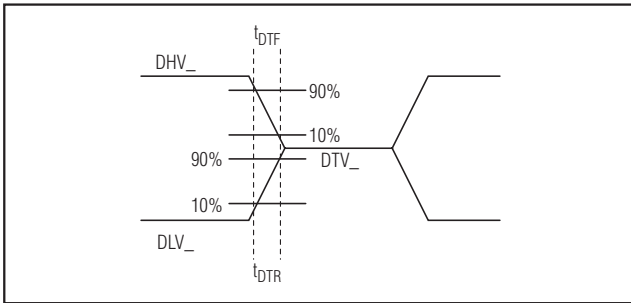 tDTF
DHV_
90%
10%
90%
DTV_
10%
DLV_
tDTR